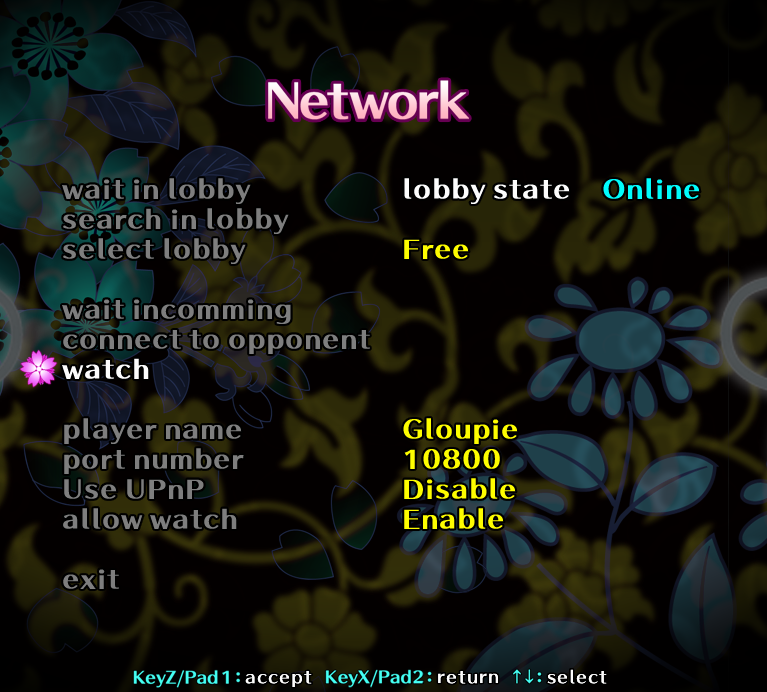 Network
wait in lobby lobby state Online
search in lobby
select lobby Free
wait incomming
connect to opponent
watch
player name Gloupie
port number 10800
Use UPnP Disable
allow watch Enable
exit
KeyZ/Pad1:accept KeyX/Pad2:return ↑↓:select